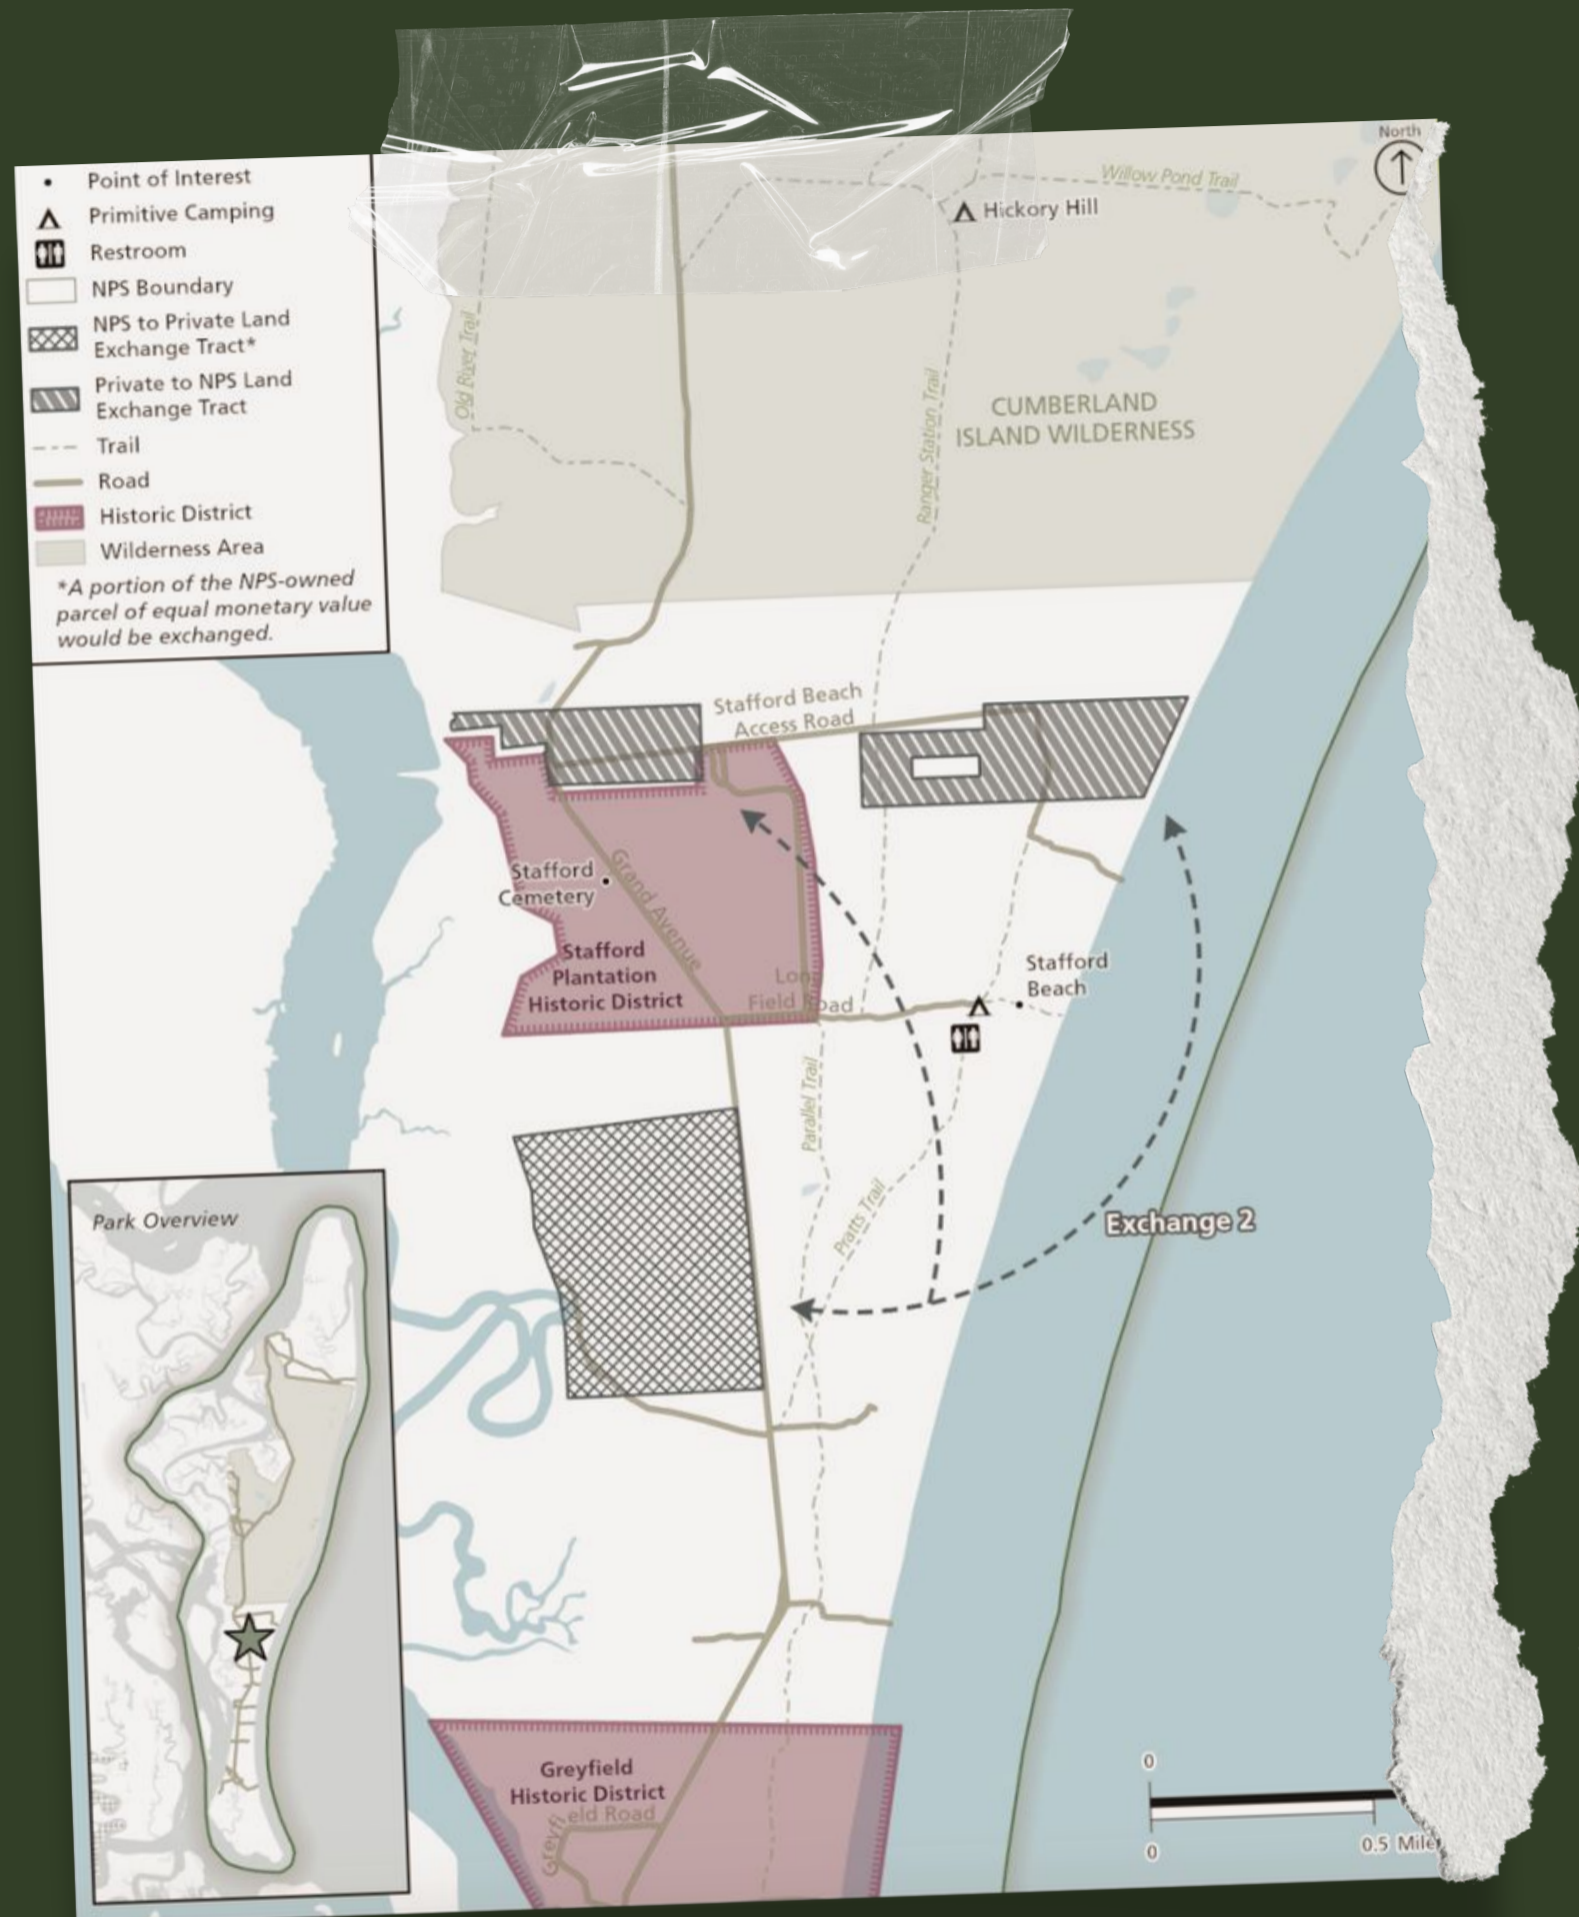 Point of Interest
Primitive Camping
Restroom
NPS Boundary
NPS to Private Land
Exchange Tract*
Private to NPS Land
Exchange Tract
Trail
Road
Historic District
Wilderness Area
*A portion of the NPS-owned
parcel of equal monetary value
would be exchanged.
North
Willow Pond Trail
Hickory Hill
Old River Trail
Ranger Station Trail
CUMBERLAND
ISLAND WILDERNESS
Stafford Beach
Access Road
Stafford
Cemetery
Grand Avenue
Stafford
Plantation
Historic District
Long
Field Road
Stafford
Beach
Parallel Trail
Pratts Trail
Exchange 2
Park Overview
Greyfield
Historic District
Greyfield Road
0
0
0.5 Mile